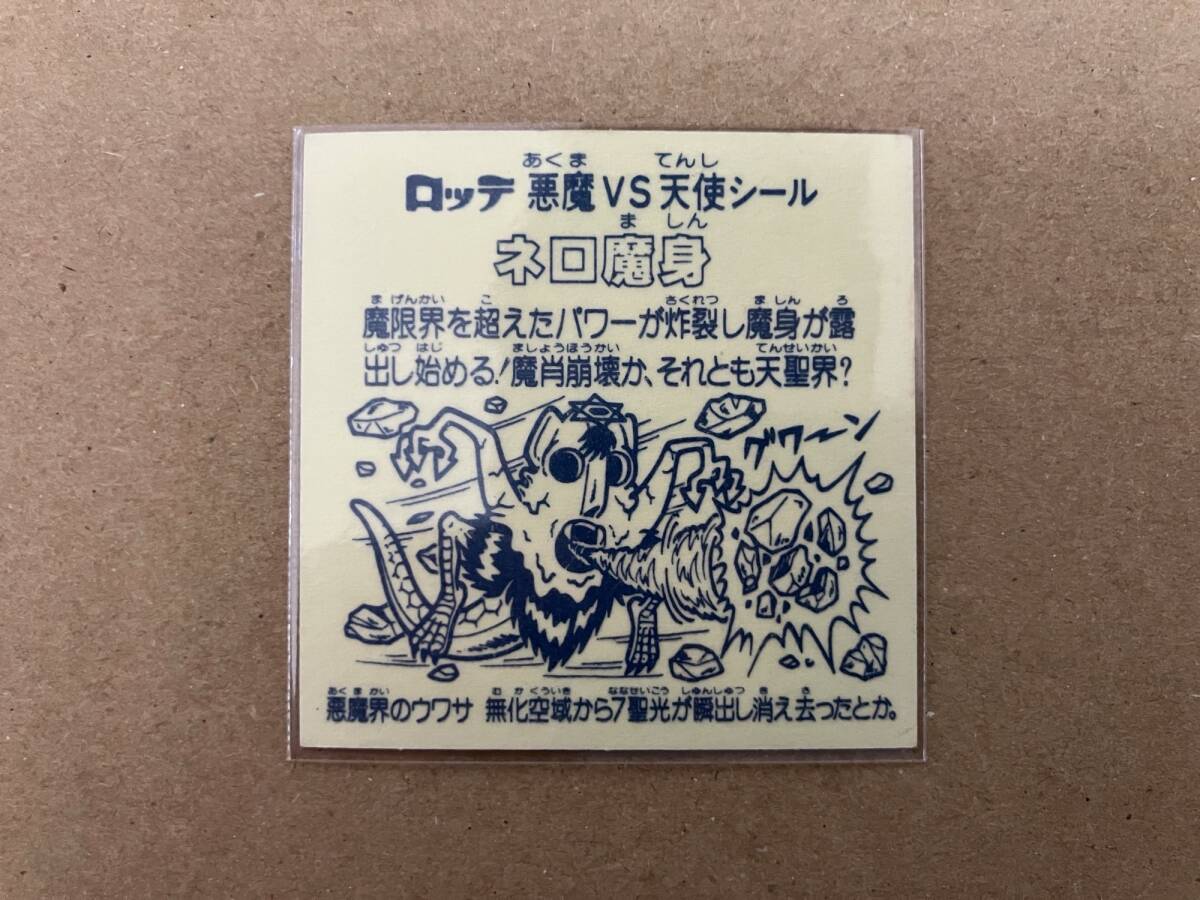 あくま てんし
ロッテ 悪魔VS天使シール
ま しん
ネロ魔身
ま げんかい こ さくれつ ま しん ろ
魔限界を超えたパワーが炸裂し魔身が露
しゅつ はじ ましょうほうかい てんせいかい
出し始める!魔肖崩壊か、それとも天聖界?
グワーン
あくまかい むかくういき ななせいこう しゅんしゅつ き さ
悪魔界のウワサ 無化空域から7聖光が瞬出し消え去ったとか。